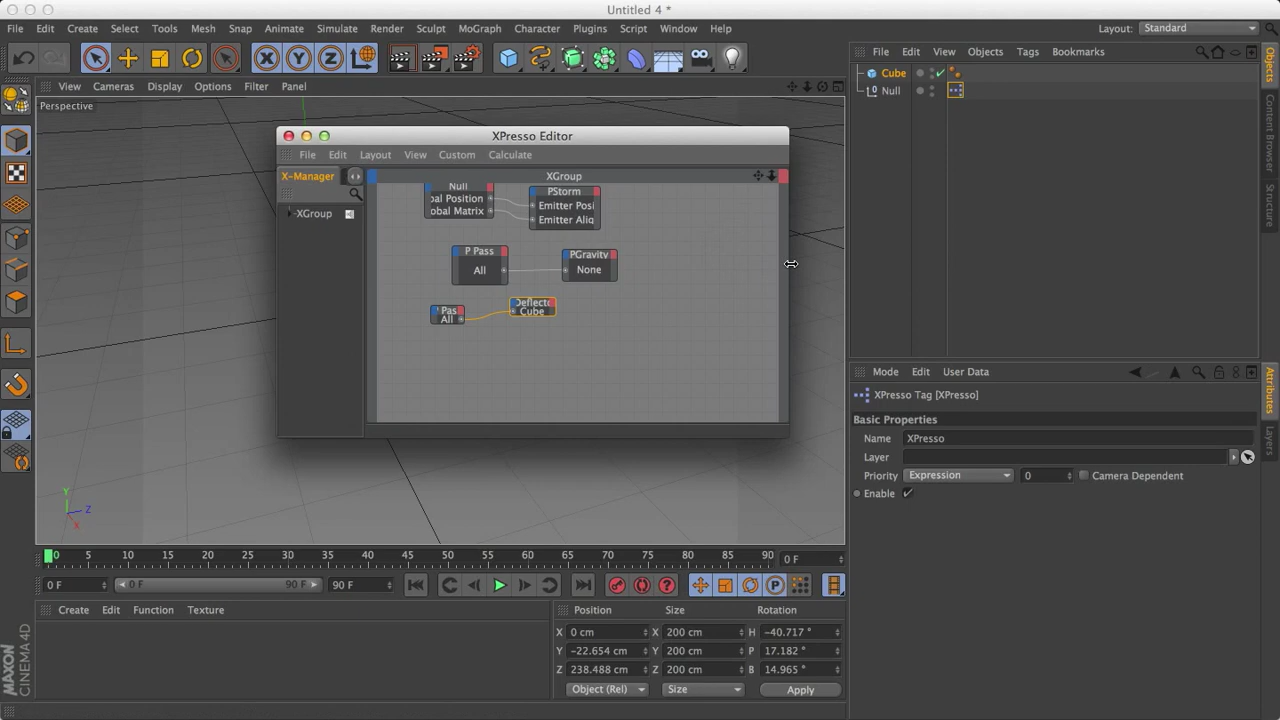 Untitled 4 *
File Edit Create Select Tools Mesh Snap Animate Simulate Render Sculpt MoGraph Character Plugins Script Window Help
Layout: Standard
X Y Z
View Cameras Display Options Filter Panel
Perspective
File Edit View Objects Tags Bookmarks
Cube
Null
Objects
Content Browser
Structure
XPresso Editor
File Edit Layout View Custom Calculate
X-Manager
XGroup
XGroup
Null
bal Position
obal Matrix
PStorm
Emitter Posi
Emitter Aliq
P Pass
All
PGravity
None
Pas
All
Deflecto
Cube
Mode Edit User Data
XPresso Tag [XPresso]
Basic Properties
Name XPresso
Layer
Priority Expression 0 Camera Dependent
Enable
Attributes
Layers
Y
Z
X
0 5 10 15 20 25 30 35 40 45 50 55 60 65 70 75 80 85 90 0 F
0 F 0 F 90 F 90 F
P
Create Edit Function Texture
Position Size Rotation
X 0 cm X 200 cm H -40.717 °
Y -22.654 cm Y 200 cm P 17.182 °
Z 238.488 cm Z 200 cm B 14.965 °
Object (Rel) Size Apply
MAXON
CINEMA 4D